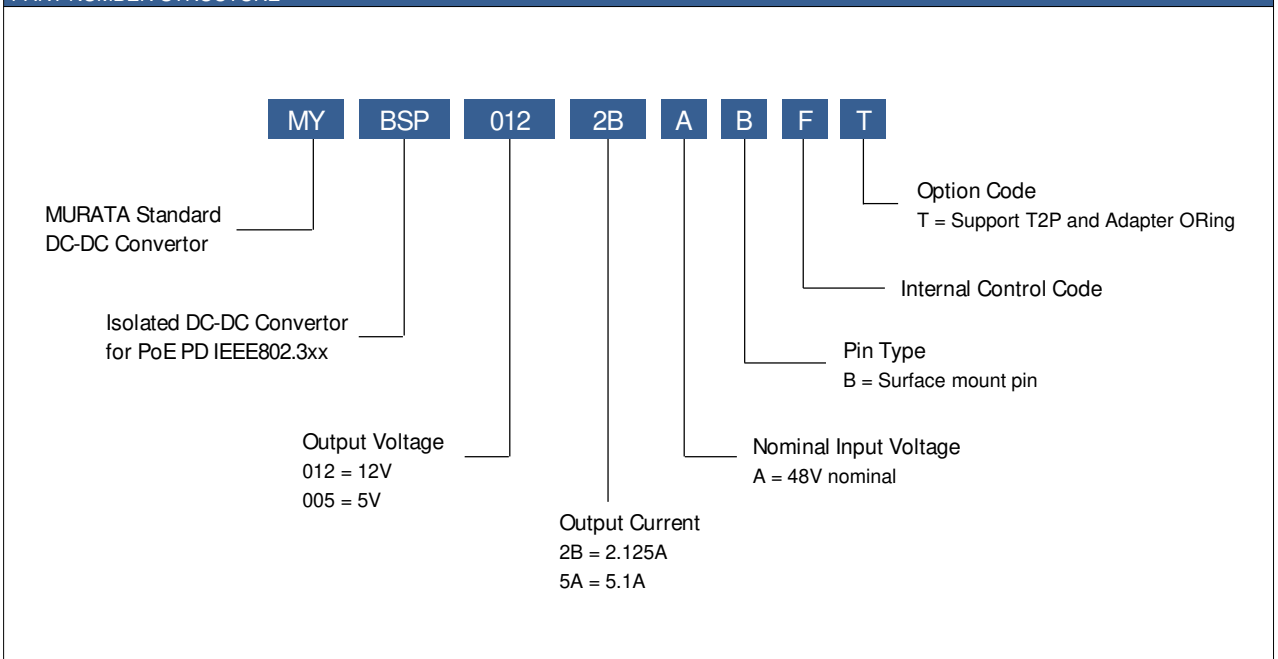 MY BSP 012 2B A B F T
Option Code
T = Support T2P and Adapter ORing
MURATA Standard
DC-DC Convertor
Internal Control Code
Isolated DC-DC Convertor
for PoE PD IEEE802.3xx
Pin Type
B = Surface mount pin
Output Voltage
012 = 12V
005 = 5V
Nominal Input Voltage
A = 48V nominal
Output Current
2B = 2.125A
5A = 5.1A